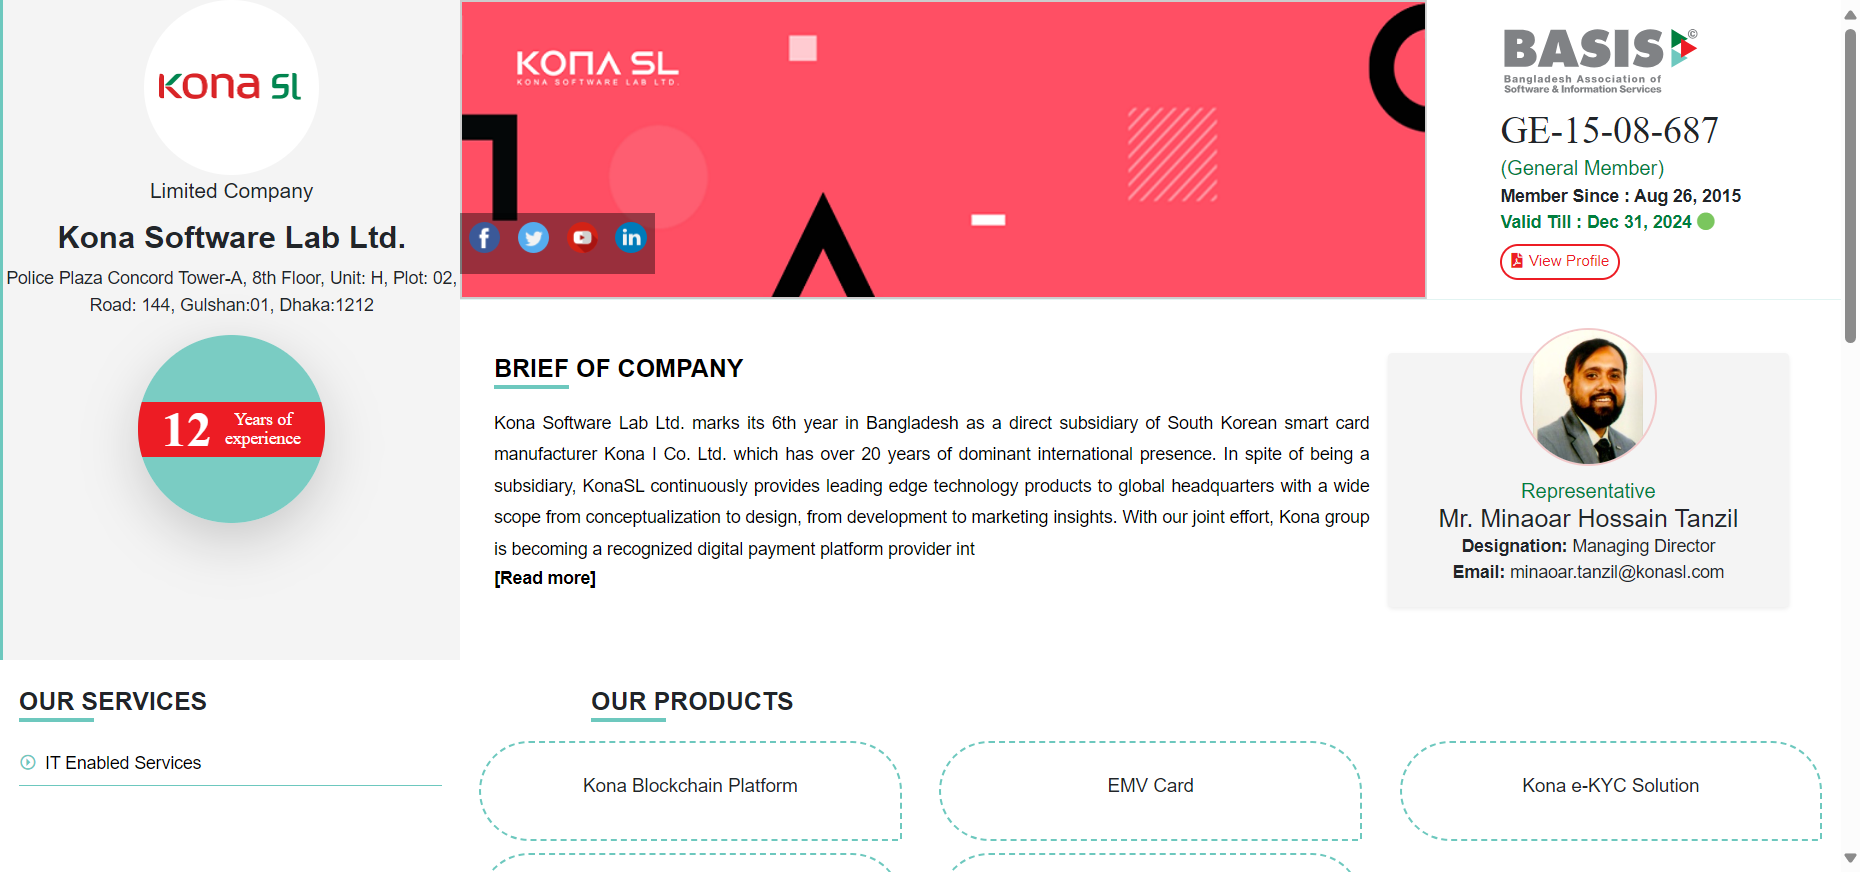 Kona SL
Limited Company
Kona Software Lab Ltd.
Police Plaza Concord Tower-A, 8th Floor, Unit: H, Plot: 02,
Road: 144, Gulshan:01, Dhaka:1212
12 Years of
experience
KONA SL
KONA SOFTWARE LAB LTD.
BASIS ©
Bangladesh Association of
Software & Information Services
GE-15-08-687
(General Member)
Member Since : Aug 26, 2015
Valid Till : Dec 31, 2024
View Profile
BRIEF OF COMPANY
Kona Software Lab Ltd. marks its 6th year in Bangladesh as a direct subsidiary of South Korean smart card
manufacturer Kona I Co. Ltd. which has over 20 years of dominant international presence. In spite of being a
subsidiary, KonaSL continuously provides leading edge technology products to global headquarters with a wide
scope from conceptualization to design, from development to marketing insights. With our joint effort, Kona group
is becoming a recognized digital payment platform provider int
[Read more]
Representative
Mr. Minaoar Hossain Tanzil
Designation: Managing Director
Email: minaoar.tanzil@konasl.com
OUR SERVICES
IT Enabled Services
OUR PRODUCTS
Kona Blockchain Platform
EMV Card
Kona e-KYC Solution